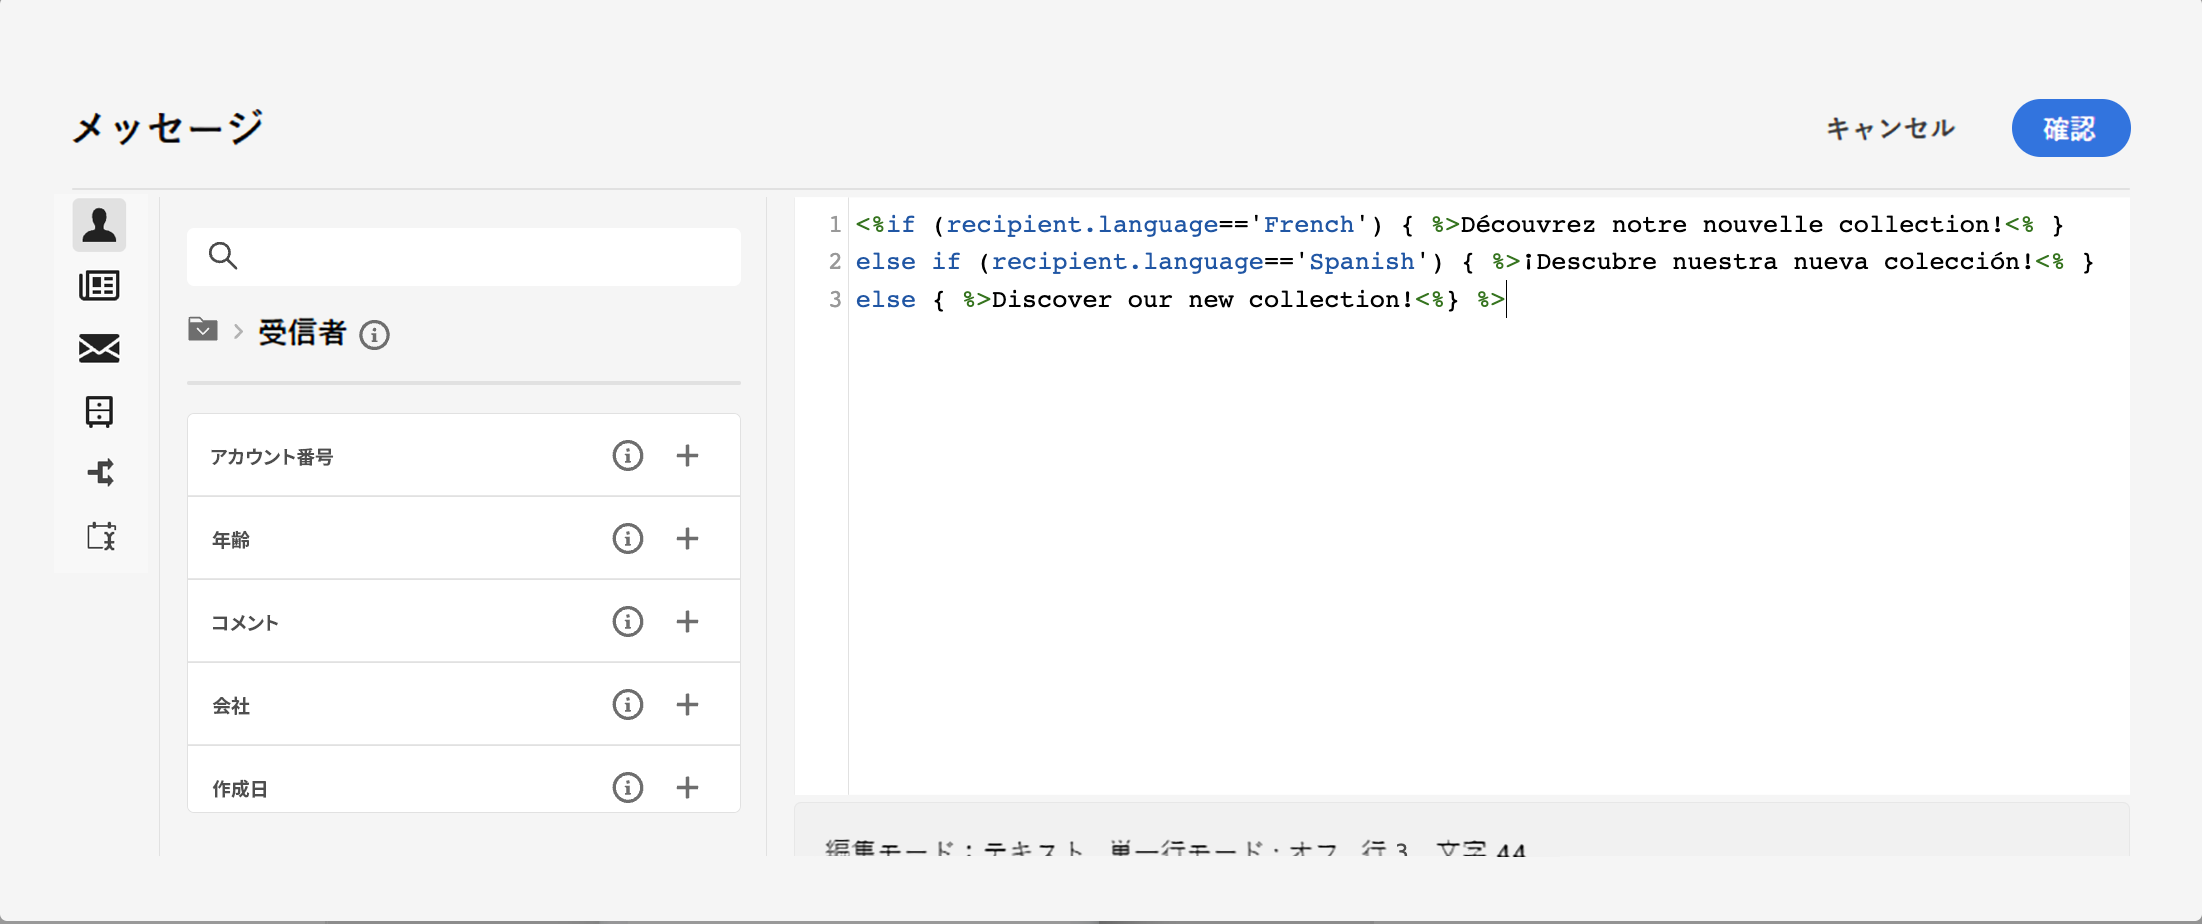 メッセージ
キャンセル
確認
受信者
アカウント番号
年齢
コメント
会社
作成日
1 <%if (recipient.language=='French') { %>Découvrez notre nouvelle collection!<% }
2 else if (recipient.language=='Spanish') { %>¡Descubre nuestra nueva colección!<% }
3 else { %>Discover our new collection!<%} %>
編集モード：テキスト 単一行モード：オフ 行 3 文字 44